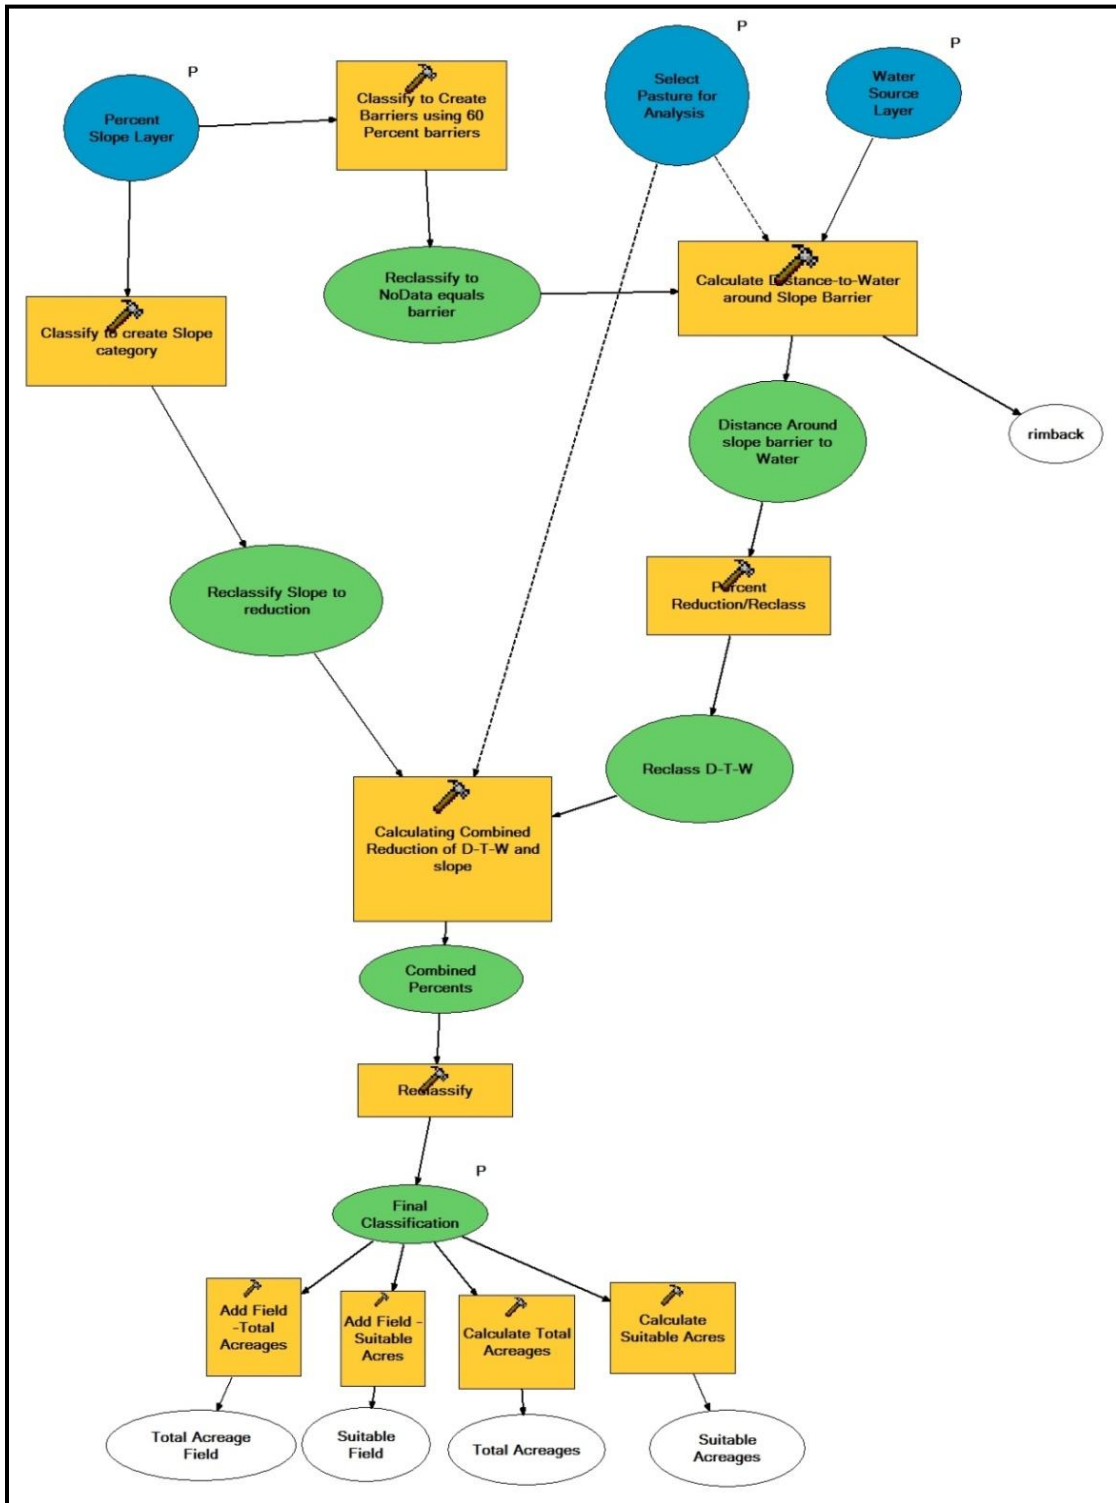 P
Percent
Slope Layer
Classify to Create
Barriers using 60
Percent barriers
P
Select
Pasture for
Analysis
P
Water
Source
Layer
Reclassify to
NoData equals
barrier
Calculate Distance-to-Water
around Slope Barrier
Classify to create Slope
category
Distance Around
slope barrier to
Water
rimback
Reclassify Slope to
reduction
Percent
Reduction/Reclass
Reclass D-T-W
Calculating Combined
Reduction of D-T-W and
slope
Combined
Percents
Reclassify
P
Final
Classification
Add Field
-Total
Acreages
Add Field -
Suitable
Acres
Calculate Total
Acreages
Calculate
Suitable Acres
Total Acreage
Field
Suitable
Field
Total Acreages
Suitable
Acreages